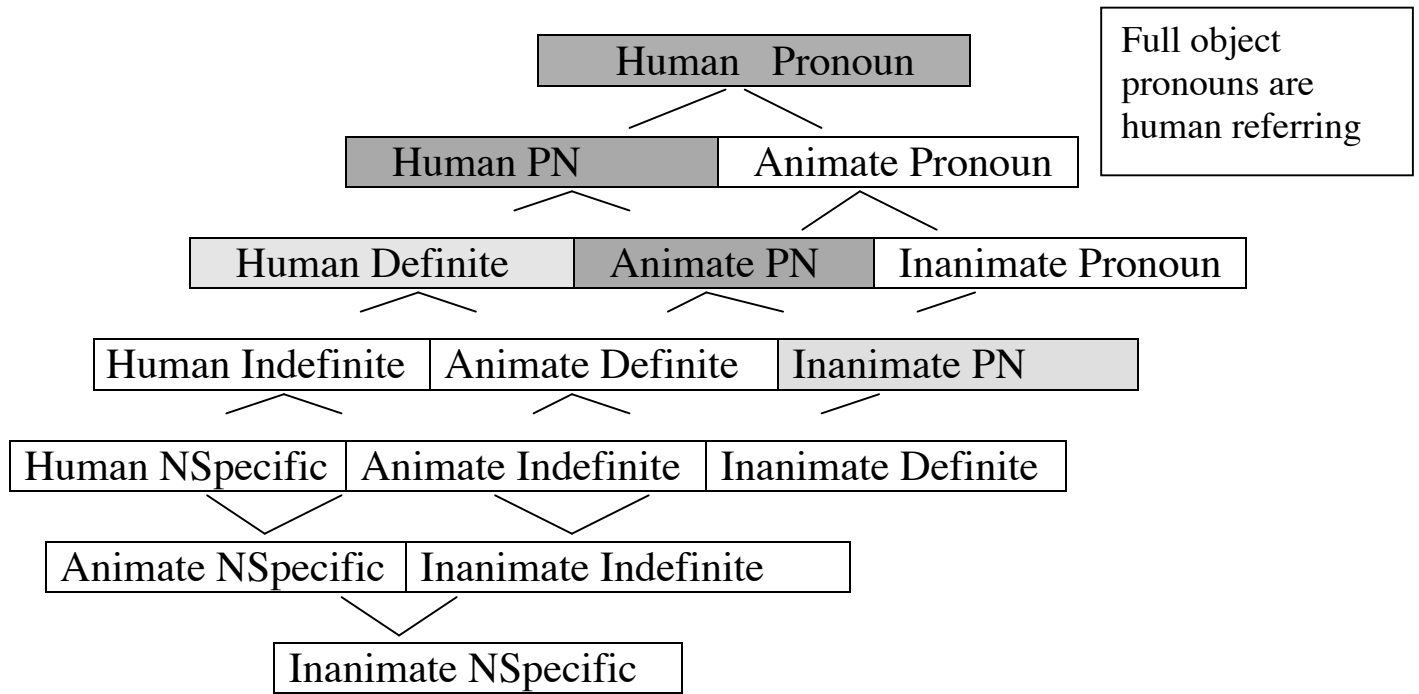 Human Pronoun
Full object
pronouns are
human referring
Human PN Animate Pronoun
Human Definite Animate PN Inanimate Pronoun
Human Indefinite Animate Definite Inanimate PN
Human NSpecific Animate Indefinite Inanimate Definite
Animate NSpecific Inanimate Indefinite
Inanimate NSpecific